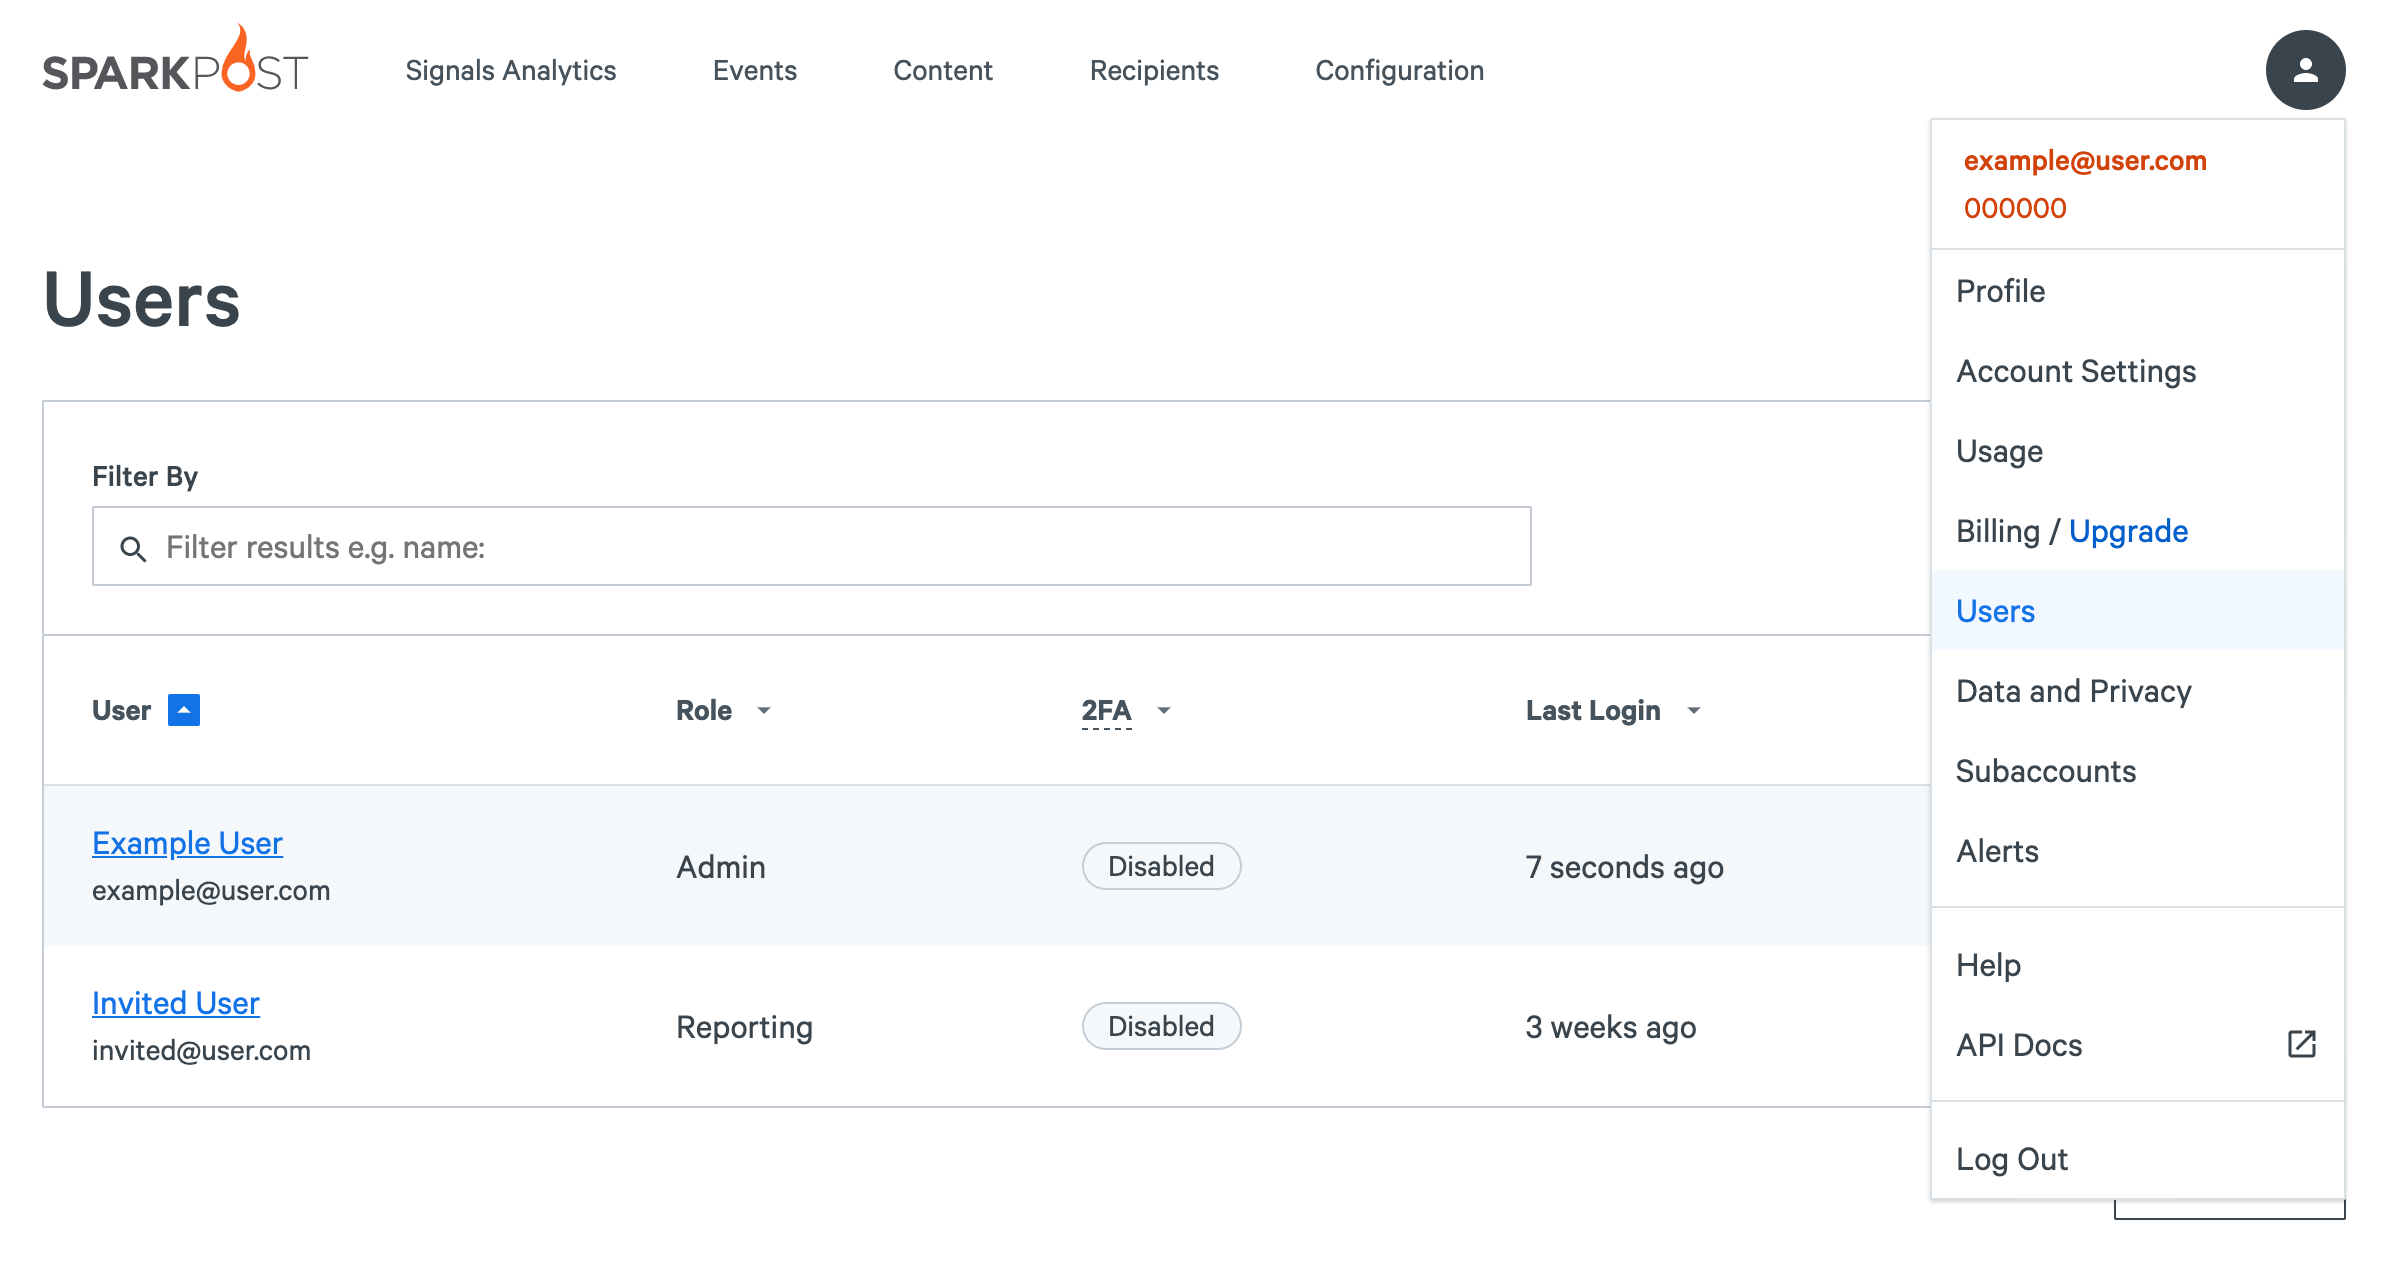 SPARKPOST
Signals Analytics Events Content Recipients Configuration
example@user.com
000000
Profile
Account Settings
Usage
Billing / Upgrade
Users
Data and Privacy
Subaccounts
Alerts
Help
API Docs
Log Out
Users
Filter By
Filter results e.g. name:
User Role 2FA Last Login
Example User
example@user.com
Admin Disabled 7 seconds ago
Invited User
invited@user.com
Reporting Disabled 3 weeks ago